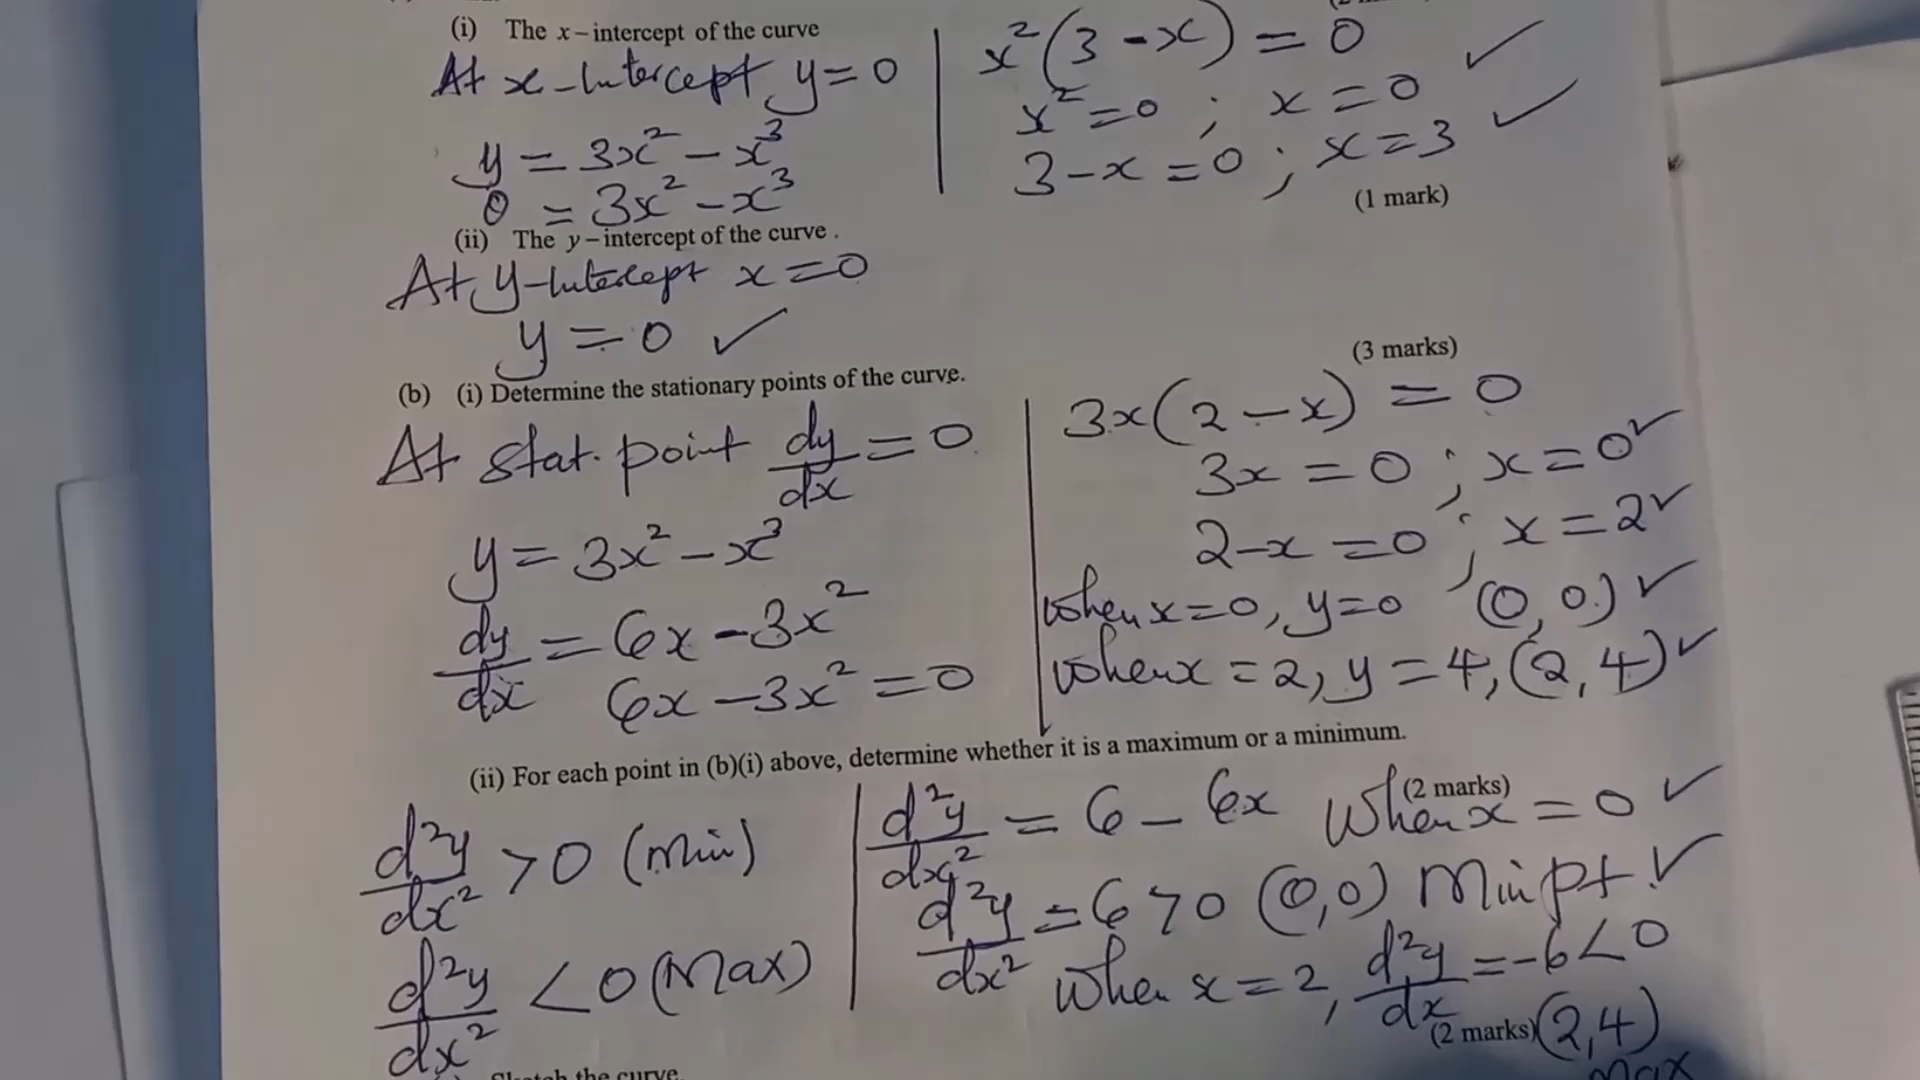 (i) The x-intercept of the curve
At x-Intercept y=0
y = 3x² - x³
0 = 3x² - x³
x²(3 - x) = 0
x² = 0 ; x = 0 ✓
3 - x = 0 ; x = 3 ✓
(1 mark)
(ii) The y-intercept of the curve .
At y-Intercept x = 0
y = 0 ✓
(3 marks)
(b) (i) Determine the stationary points of the curve.
At stat. point dy/dx = 0
y = 3x² - x³
dy/dx = 6x - 3x²
6x - 3x² = 0
3x(2 - x) = 0
3x = 0 ; x = 0 ✓
2 - x = 0 ; x = 2 ✓
when x = 0, y = 0 (0, 0) ✓
when x = 2, y = 4, (2, 4) ✓
(ii) For each point in (b)(i) above, determine whether it is a maximum or a minimum.
(2 marks)
d²y/dx² > 0 (Min)
d²y/dx² < 0 (Max)
d²y/dx² = 6 - 6x When x = 0 ✓
d²y/dx² = 6 > 0 (0,0) Min pt ✓
When x = 2, d²y/dx = -6 < 0
(2 marks) (2,4)
Max
Sketch the curve